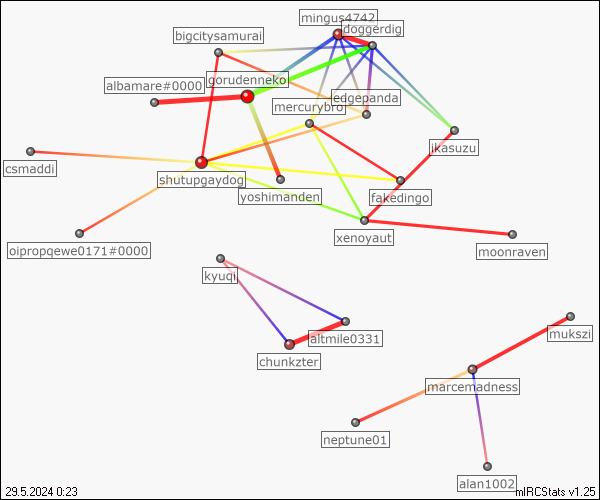 mingus4742
doggerdig
bigcitysamurai
gorudenneko
albamare#0000
edgepanda
mercurybro
ikasuzu
csmaddi
shutupgaydog
yoshimanden
fakedingo
xenoyaut
oipropqewe0171#0000
moonraven
kyuqi
altmile0331
mukszi
chunkzter
marcemadness
neptune01
alan1002
29.5.2024 0:23
mIRCStats v1.25